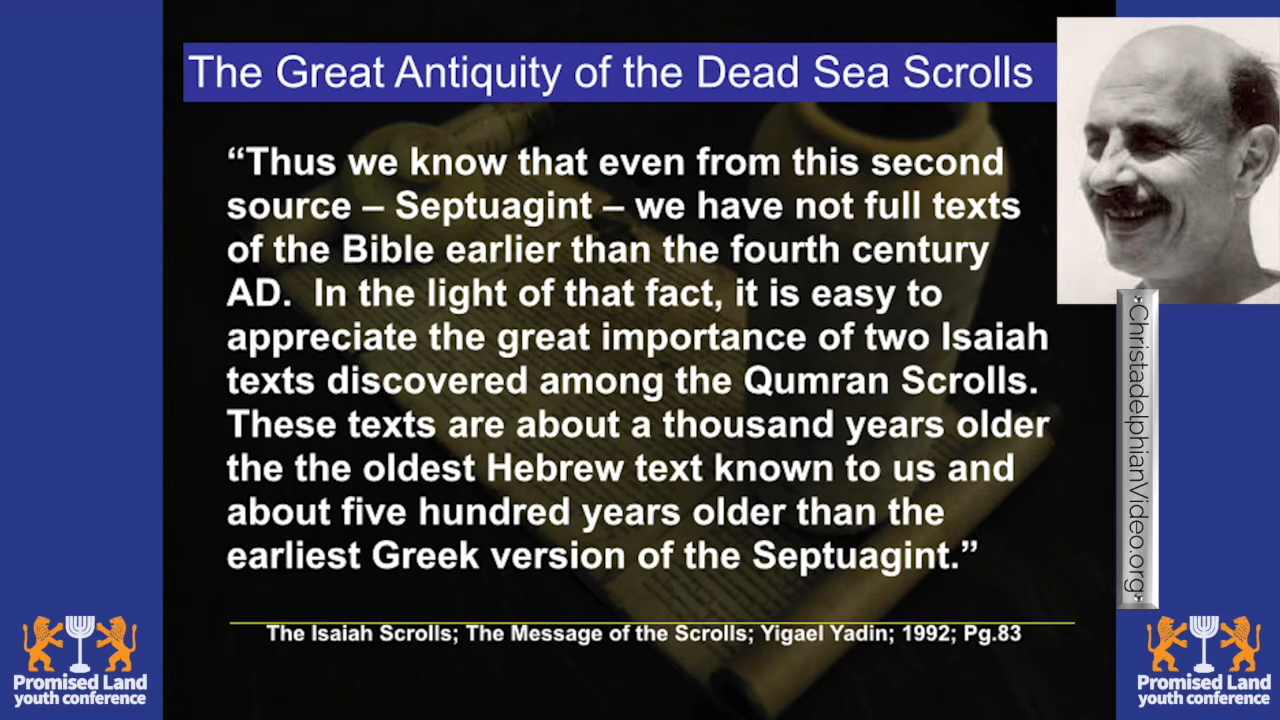 The Great Antiquity of the Dead Sea Scrolls
“Thus we know that even from this second
source – Septuagint – we have not full texts
of the Bible earlier than the fourth century
AD.  In the light of that fact, it is easy to
appreciate the great importance of two Isaiah
texts discovered among the Qumran Scrolls.
These texts are about a thousand years older
the the oldest Hebrew text known to us and
about five hundred years older than the
earliest Greek version of the Septuagint.”
The Isaiah Scrolls; The Message of the Scrolls; Yigael Yadin; 1992; Pg.83
ChristadelphianVideo.org
Promised Land
youth conference
Promised Land
youth conference